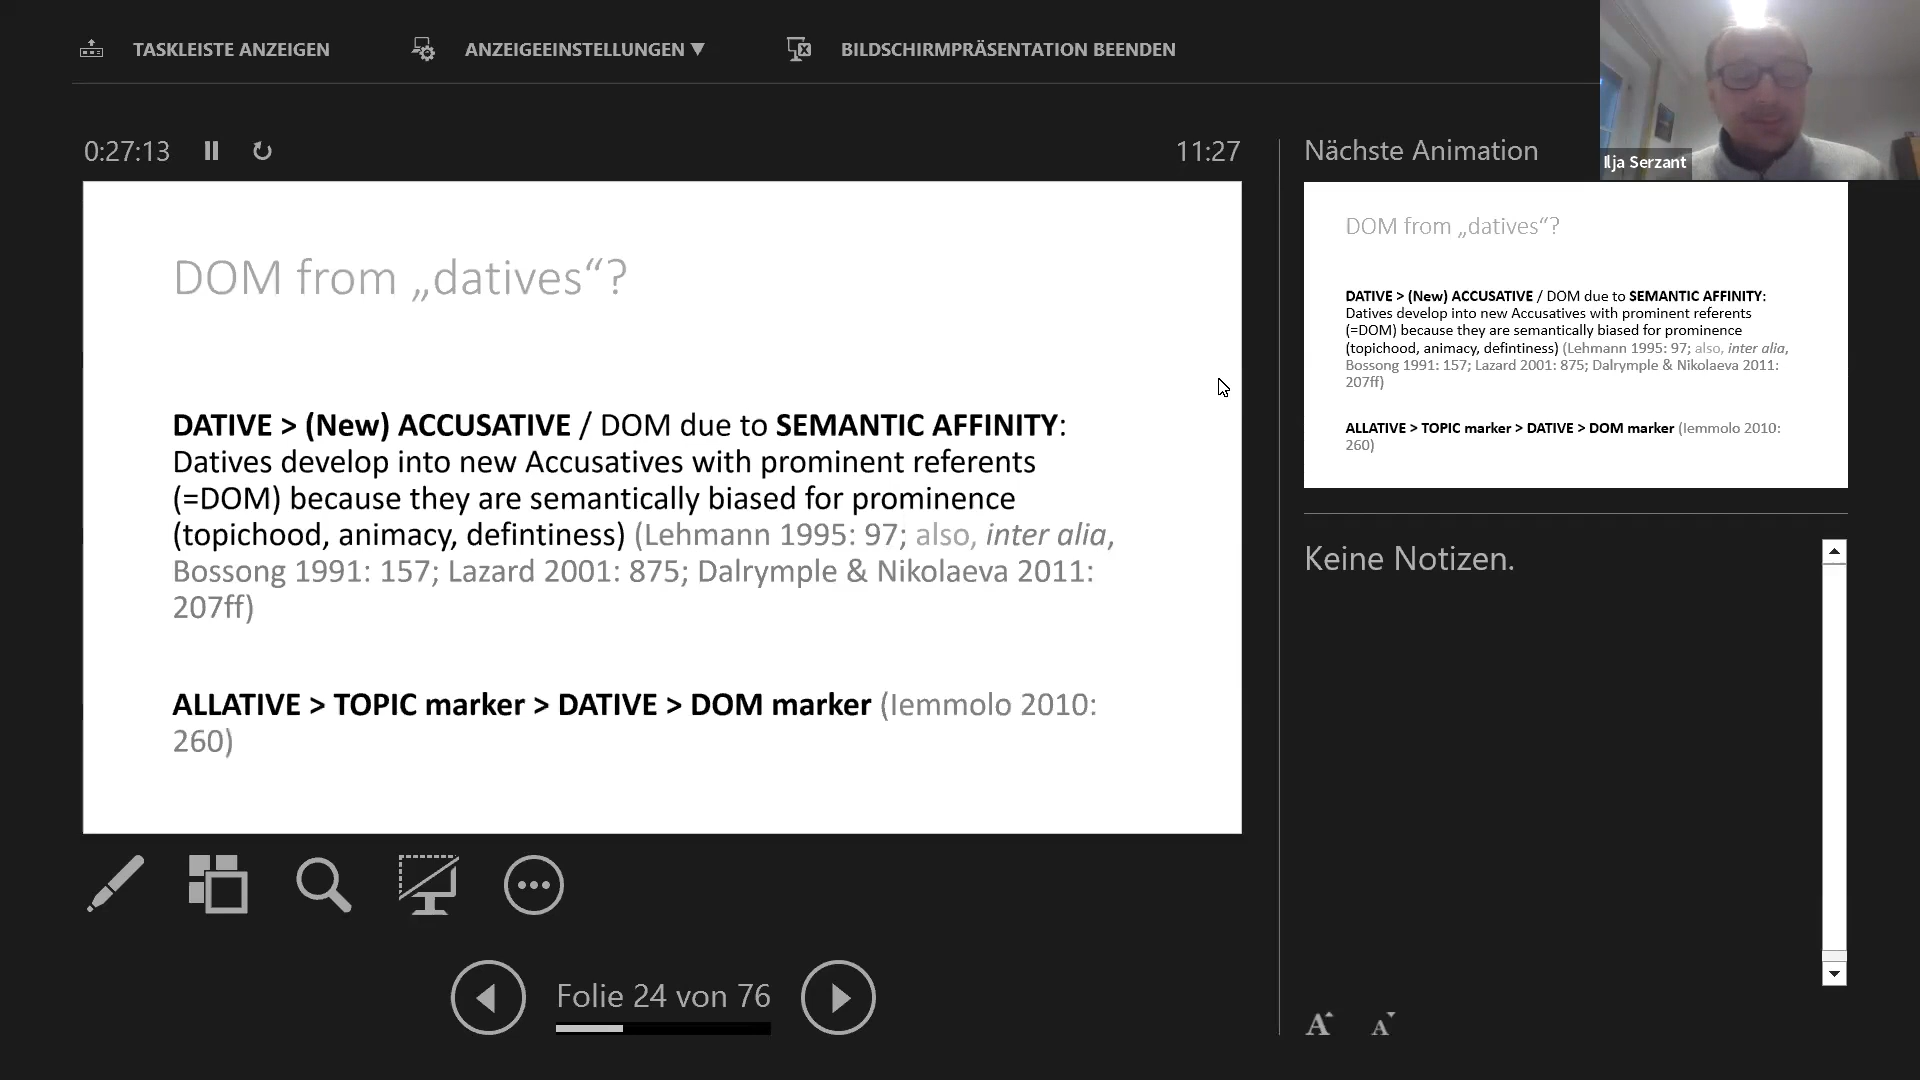 TASKLEISTE ANZEIGEN
ANZEIGEEINSTELLUNGEN ▼
BILDSCHIRMPRÄSENTATION BEENDEN
0:27:13
11:27
DOM from „datives“?
DATIVE > (New) ACCUSATIVE / DOM due to SEMANTIC AFFINITY:
Datives develop into new Accusatives with prominent referents
(=DOM) because they are semantically biased for prominence
(topichood, animacy, defintiness) (Lehmann 1995: 97; also, inter alia,
Bossong 1991: 157; Lazard 2001: 875; Dalrymple & Nikolaeva 2011:
207ff)
ALLATIVE > TOPIC marker > DATIVE > DOM marker (Iemmolo 2010:
260)
Folie 24 von 76
Nächste Animation
Ilja Serzant
DOM from „datives“?
DATIVE > (New) ACCUSATIVE / DOM due to SEMANTIC AFFINITY:
Datives develop into new Accusatives with prominent referents
(=DOM) because they are semantically biased for prominence
(topichood, animacy, defintiness) (Lehmann 1995: 97; also, inter alia,
Bossong 1991: 157; Lazard 2001: 875; Dalrymple & Nikolaeva 2011:
207ff)
ALLATIVE > TOPIC marker > DATIVE > DOM marker (Iemmolo 2010:
260)
Keine Notizen.
A A